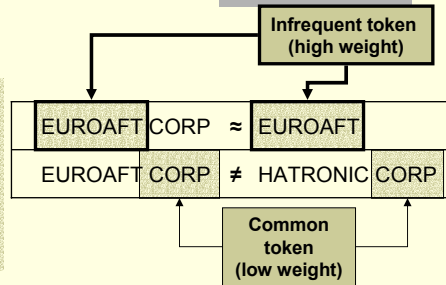 Infrequent token
(high weight)
EUROAFT CORP ≈ EUROAFT
EUROAFT CORP ≠ HATRONIC CORP
Common
token
(low weight)